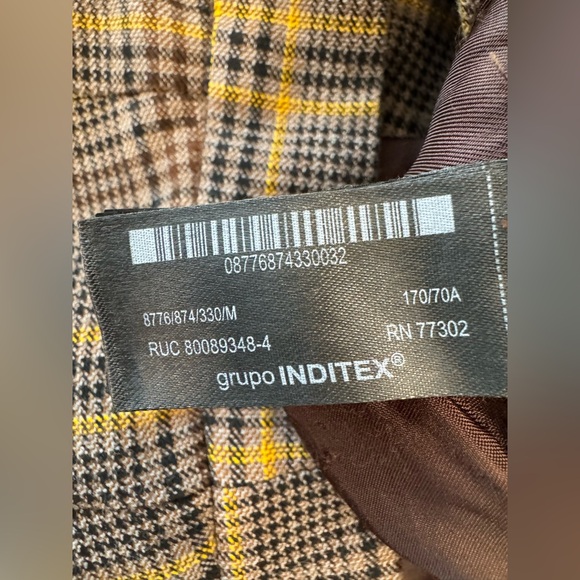 08776874330032
8776/874/330/M 170/70A
RUC 80089348-4 RN 77302
grupo INDITEX®